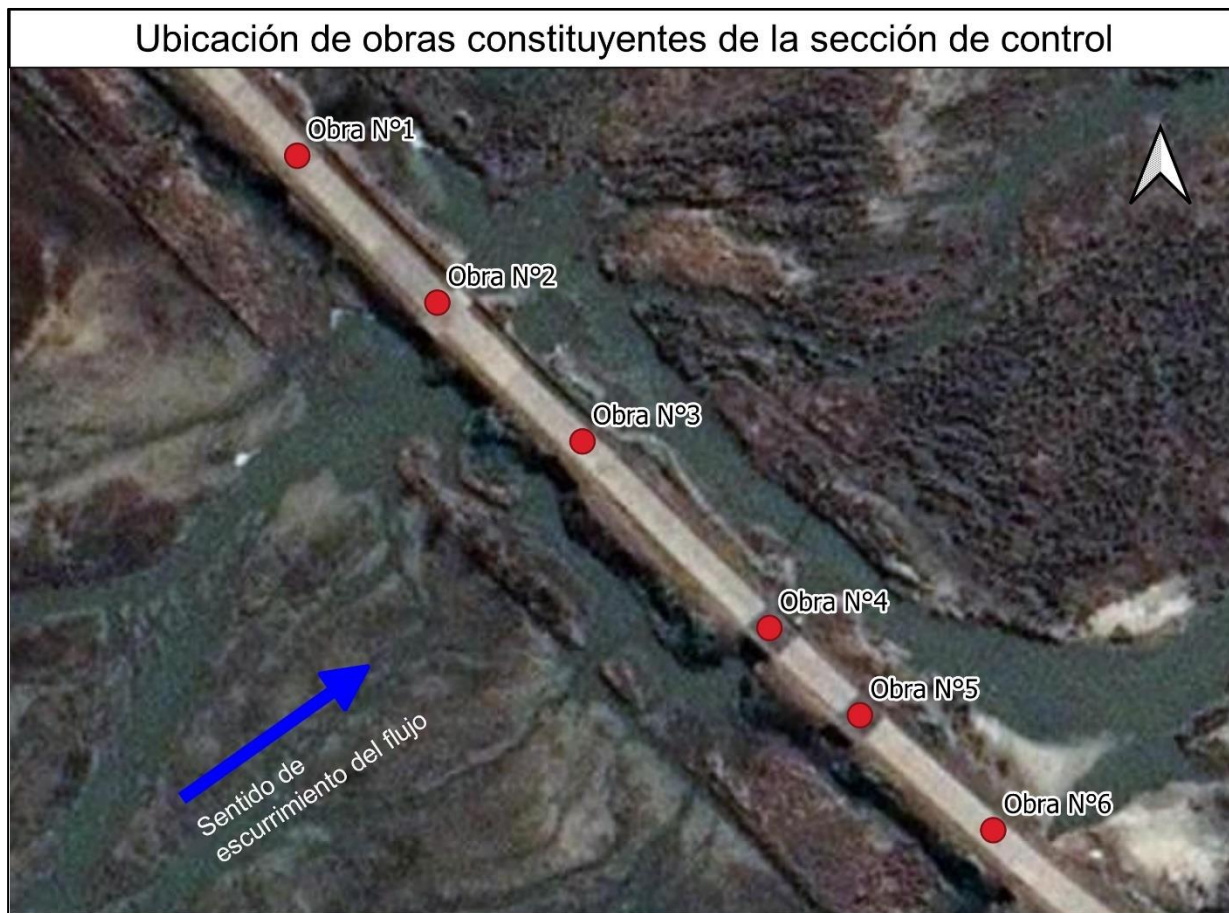 Ubicación de obras constituyentes de la sección de control
Obra N°1
Obra N°2
Obra N°3
Obra N°4
Obra N°5
Obra N°6
Sentido de
escurrimiento del flujo